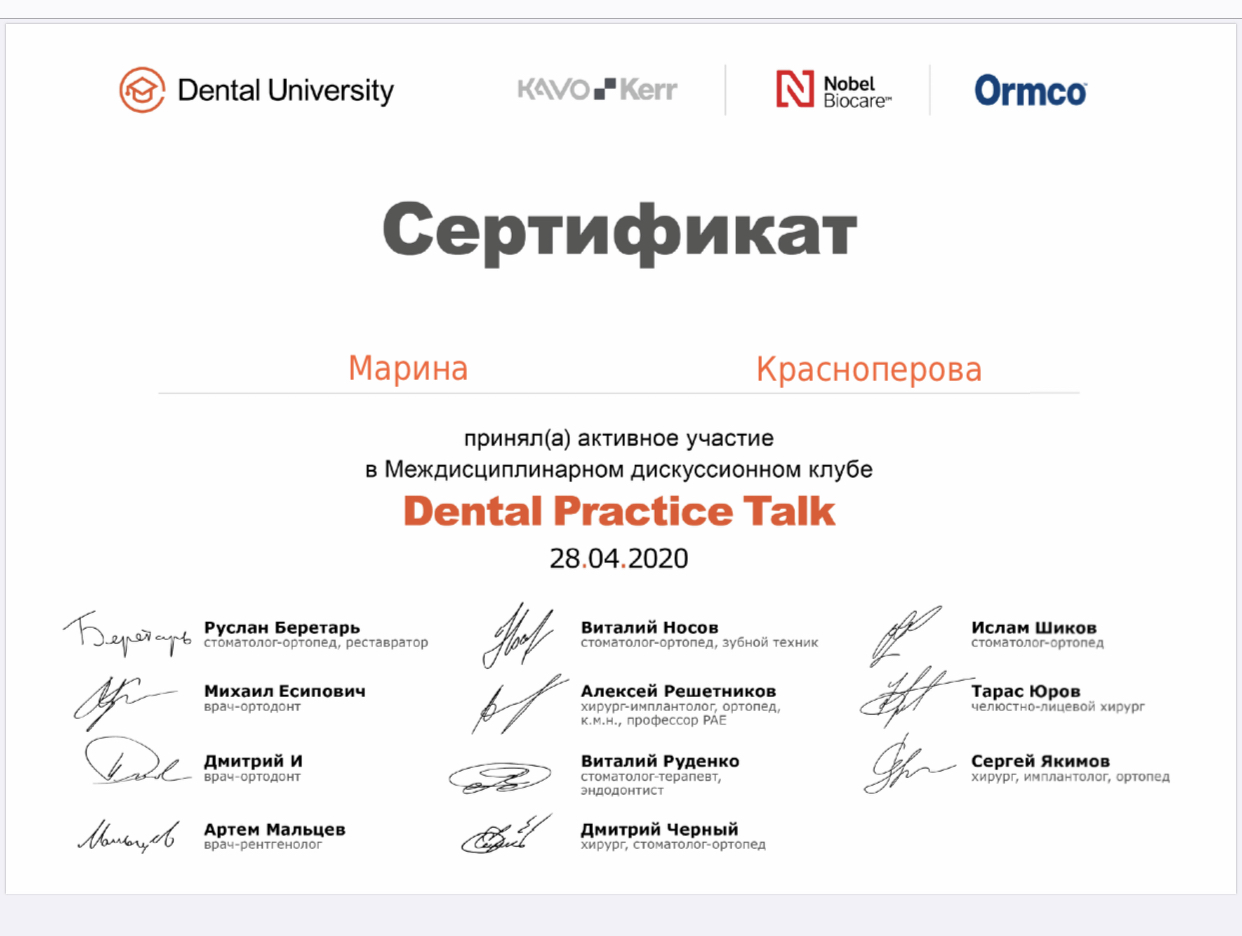 Dental University
KAVO Kerr
Nobel
Biocare™
Ormco
Сертификат
Марина Красноперова
принял(а) активное участие
в Междисциплинарном дискуссионном клубе
Dental Practice Talk
28.04.2020
Беретарь
Руслан Беретарь
стоматолог-ортопед, реставратор
Виталий Носов
стоматолог-ортопед, зубной техник
Ислам Шиков
стоматолог-ортопед
Михаил Есипович
врач-ортодонт
Алексей Решетников
хирург-имплантолог, ортопед,
к.м.н., профессор РАЕ
Тарас Юров
челюстно-лицевой хирург
Дмитрий И
врач-ортодонт
Виталий Руденко
стоматолог-терапевт,
эндодонтист
Сергей Якимов
хирург, имплантолог, ортопед
Артем Мальцев
врач-рентгенолог
Дмитрий Черный
хирург, стоматолог-ортопед